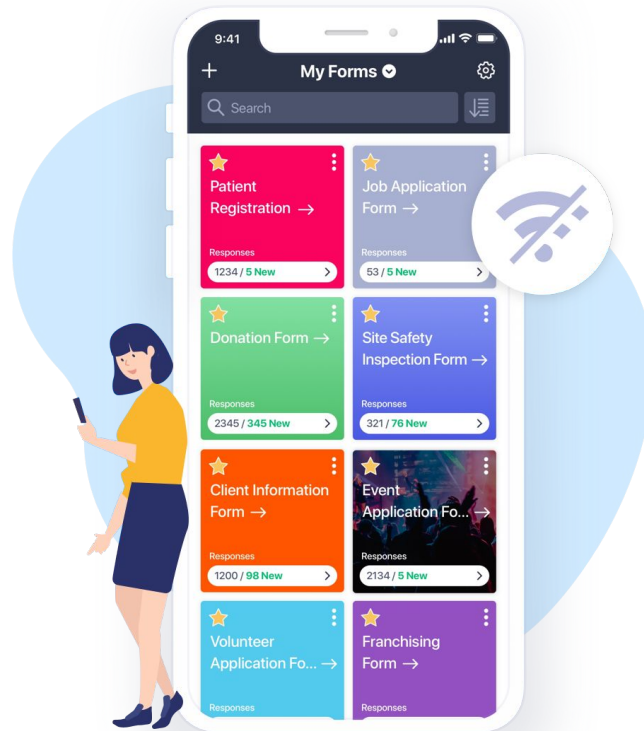 9:41
My Forms
Search
Patient
Registration →
Responses
1234 / 5 New
Job Application
Form →
Responses
53 / 5 New
Donation Form →
Responses
2345 / 345 New
Site Safety
Inspection Form →
Responses
321 / 76 New
Client Information
Form →
Responses
1200 / 98 New
Event
Application Fo... →
Responses
2134 / 5 New
Volunteer
Application Fo... →
Responses
Franchising
Form →
Responses